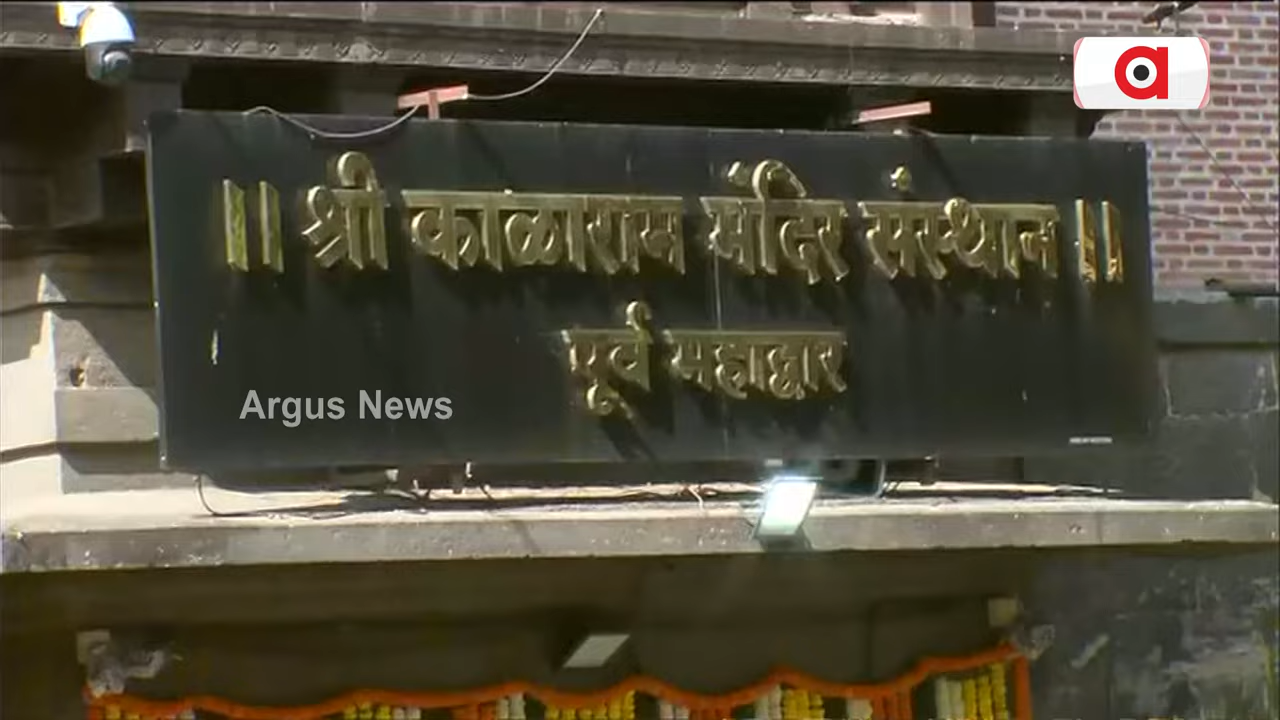 ॥ श्री काळाराम मंदिर संस्थान ॥
पूर्व महाद्वार
Argus News
a